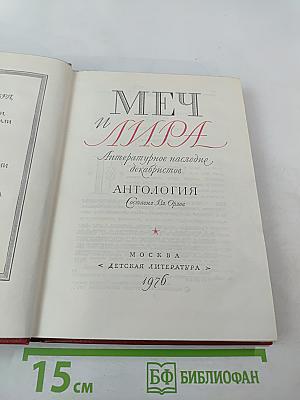 МЕЧ
и
ЛИРА
Литературное наследие
декабристов
АНТОЛОГИЯ
Составил Вл. Орлов
МОСКВА
< ДЕТСКАЯ ЛИТЕРАТУРА >
1976
15 см
БФ БИБЛИОФАН